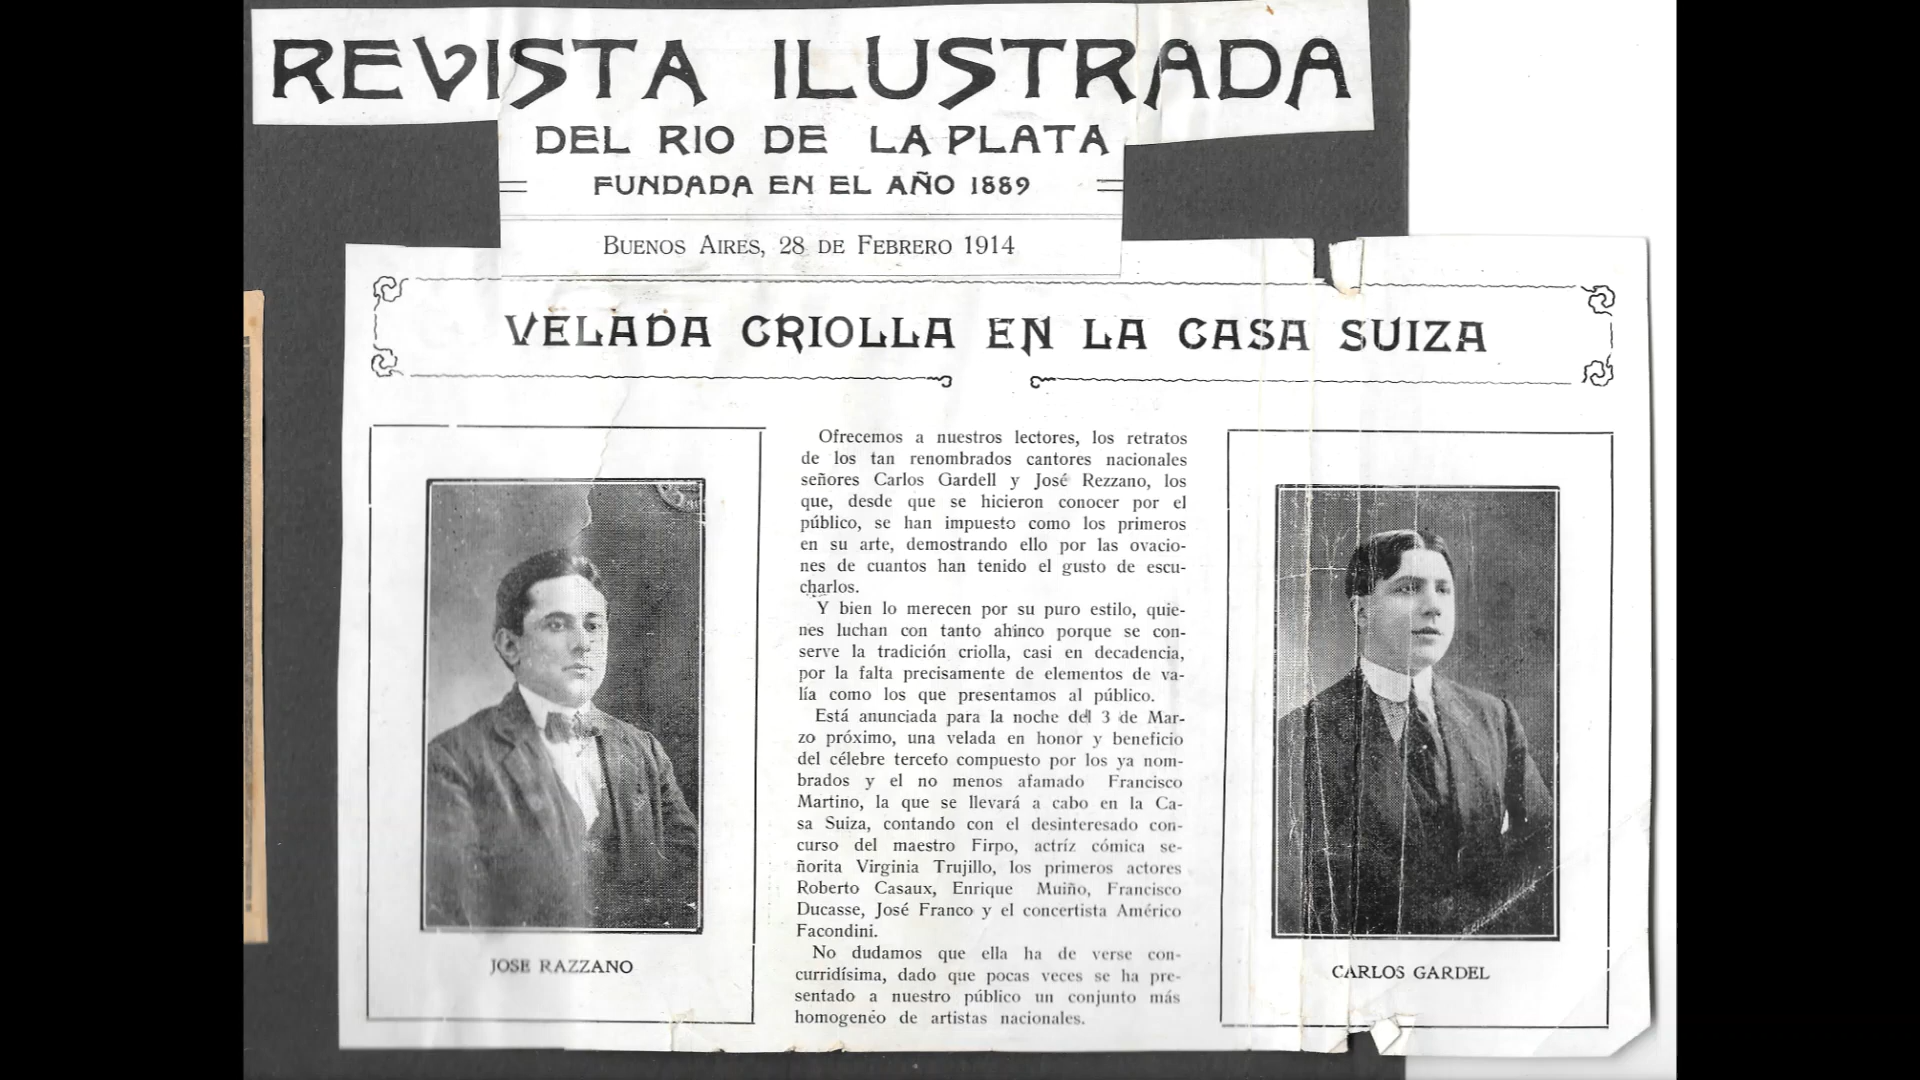 REVISTA ILUSTRADA
DEL RIO DE LA PLATA
FUNDADA EN EL AÑO 1889
BUENOS AIRES, 28 DE FEBRERO 1914
VELADA CRIOLLA EN LA CASA SUIZA
Ofrecemos a nuestros lectores, los retratos
de los tan renombrados cantores nacionales
señores Carlos Gardell y José Rezzano, los
que, desde que se hicieron conocer por el
público, se han impuesto como los primeros
en su arte, demostrando ello por las ovacio-
nes de cuantos han tenido el gusto de escu-
charlos.
Y bien lo merecen por su puro estilo, quie-
nes luchan con tanto ahinco porque se con-
serve la tradición criolla, casi en decadencia,
por la falta precisamente de elementos de va-
lía como los que presentamos al público.
Está anunciada para la noche del 3 de Mar-
zo próximo, una velada en honor y beneficio
del célebre terceto compuesto por los ya nom-
brados y el no menos afamado Francisco
Martino, la que se llevará a cabo en la Ca-
sa Suiza, contando con el desinteresado con-
curso del maestro Firpo, actríz cómica se-
ñorita Virginia Trujillo, los primeros actores
Roberto Casaux, Enrique Muiño, Francisco
Ducasse, José Franco y el concertista Américo
Facondini.
No dudamos que ella ha de verse con-
curridísima, dado que pocas veces se ha pre-
sentado a nuestro público un conjunto más
homogenéo de artistas nacionales.
JOSE RAZZANO
CARLOS GARDEL